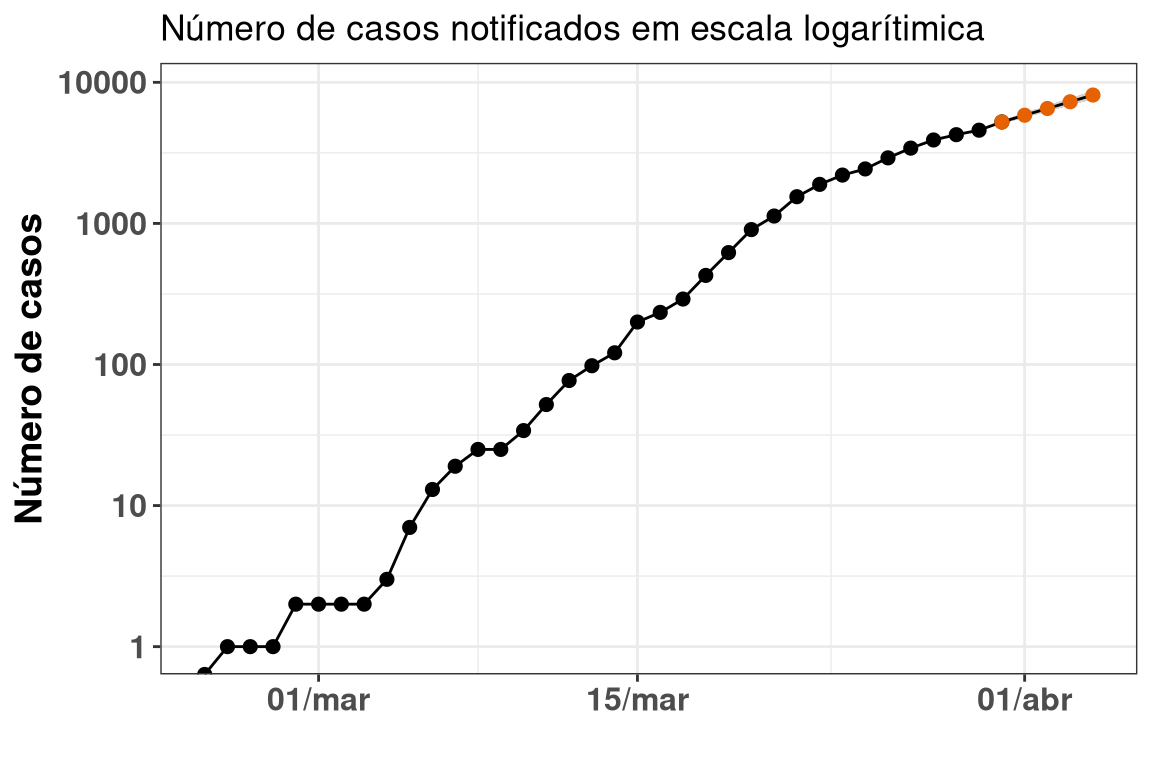 Número de casos notificados em escala logarítimica
10000
1000
100
10
1
Número de casos
01/mar
15/mar
01/abr